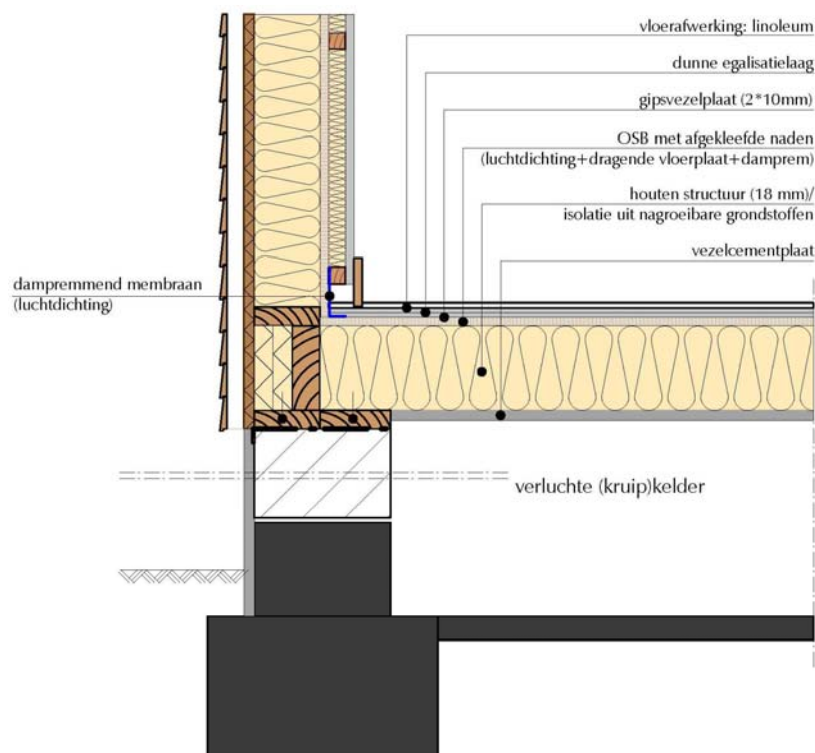 vloerafwerking: linoleum
dunne egalisatielaag
gipsvezelplaat (2*10mm)
OSB met afgekleefde naden
(luchtdichting+dragende vloerplaat+damprem)
houten structuur (18 mm)/
isolatie uit nagroeibare grondstoffen
vezelcementplaat
dampremmend membraan
(luchtdichting)
verluchte (kruip)kelder